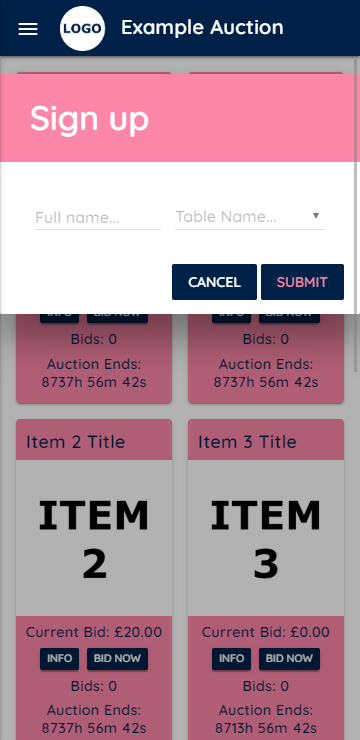 LOGO
Example Auction
Sign up
Full name...
Table Name...
CANCEL
SUBMIT
INFO
BID NOW
INFO
BID NOW
Bids: 0
Bids: 0
Auction Ends:
8737h 56m 42s
Auction Ends:
8737h 56m 42s
Item 2 Title
Item 3 Title
ITEM
2
ITEM
3
Current Bid: £20.00
Current Bid: £0.00
INFO
BID NOW
INFO
BID NOW
Bids: 0
Bids: 0
Auction Ends:
8737h 56m 42s
Auction Ends:
8713h 56m 42s